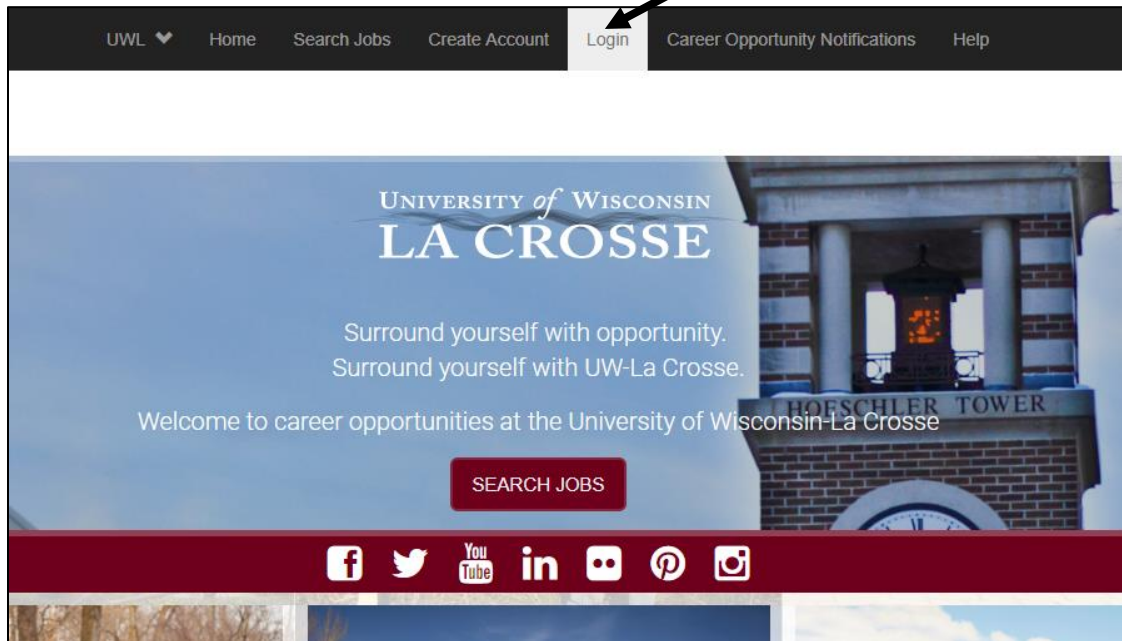 UWL Home Search Jobs Create Account Login Career Opportunity Notifications Help
UNIVERSITY of WISCONSIN
LA CROSSE
Surround yourself with opportunity.
Surround yourself with UW-La Crosse.
HOESCHLER TOWER
Welcome to career opportunities at the University of Wisconsin-La Crosse
SEARCH JOBS
You
Tube
in